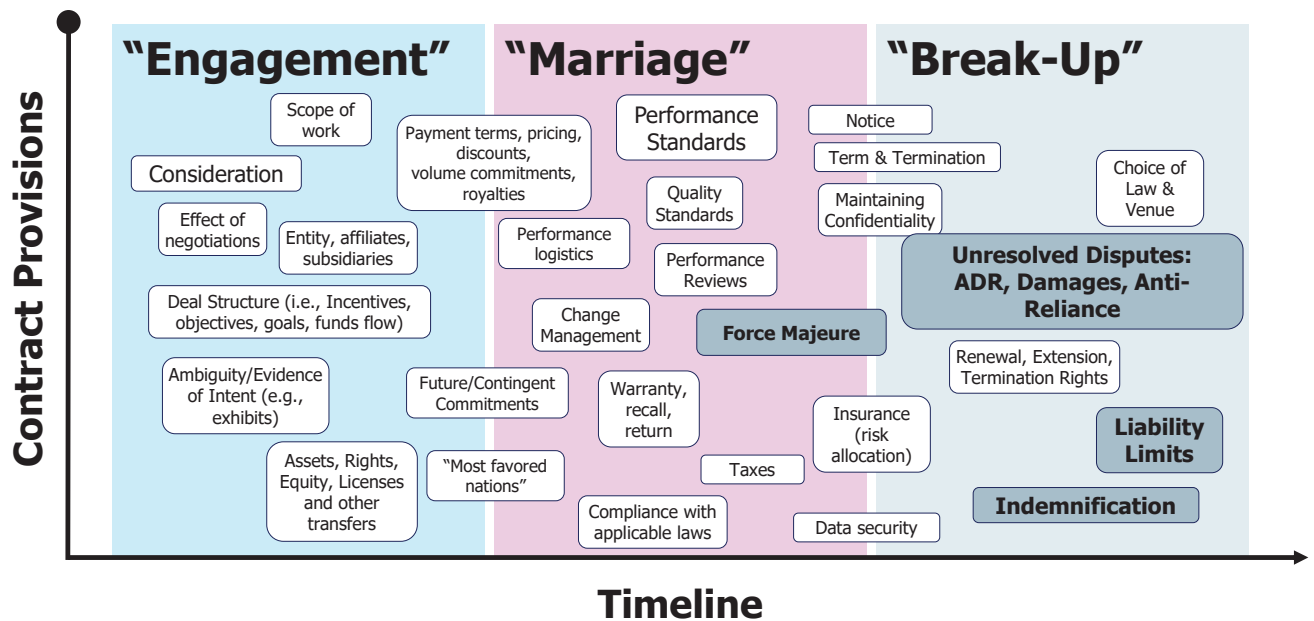 “Engagement”
“Marriage”
“Break-Up”
Contract Provisions
Scope of
work
Consideration
Effect of
negotiations
Entity, affiliates,
subsidiaries
Deal Structure (i.e., Incentives,
objectives, goals, funds flow)
Ambiguity/Evidence
of Intent (e.g.,
exhibits)
Assets, Rights,
Equity, Licenses
and other
transfers
Payment terms, pricing,
discounts,
volume commitments,
royalties
Future/Contingent
Commitments
“Most favored
nations”
Performance
Standards
Quality
Standards
Performance
logistics
Performance
Reviews
Change
Management
Force Majeure
Warranty,
recall,
return
Taxes
Compliance with
applicable laws
Notice
Term & Termination
Maintaining
Confidentiality
Insurance
(risk
allocation)
Data security
Choice of
Law &
Venue
Unresolved Disputes:
ADR, Damages, Anti-
Reliance
Renewal, Extension,
Termination Rights
Liability
Limits
Indemnification
Timeline